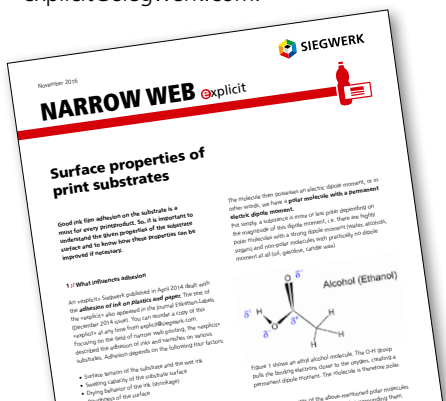 explicit@siegwerk.com.
SIEGWERK
November 2016
NARROW WEB explicit
Surface properties of
print substrates
Good ink film adhesion on the substrate is a
must for every printproduct. So, it is important to
understand the given properties of the substrate
surface and to know how these properties can be
improved if necessary.
1 // What influences adhesion
An «explicit» Siegwerk published in April 2014 dealt with
the adhesion of ink on plastics and paper. The one of
the «explicit» also appeared in the journal Etiketten-Labels
(December 2014 issue). You can reorder a copy of this
«explicit» at any time from explicit@siegwerk.com.
Focusing on the field of narrow web printing, the «explicit»
described the adhesion of inks and varnishes on various
substrates. Adhesion depends on the following four factors:
• Surface tension of the substrate and the wet ink
• Swelling capacity of the substrate surface
• Drying behavior of the ink (shrinkage)
of the surface
The molecule then possesses an electric dipole moment, or in
other words, we have a polar molecule with a permanent
electric dipole moment.
Put simply, a substance is more or less polar depending on
the magnitude of this dipole moment, i.e. there are highly
polar molecules with a strong dipole moment (water, alcohols,
sugars) and non-polar molecules with practically no dipole
moment at all (oil, gasoline, candle wax).
Alcohol (Ethanol)
δ⁻ O
δ⁺ H
O
δ⁻
H
H
H
Figure 1 shows an ethyl alcohol molecule. The O-H group
pulls the bonding electrons closer to the oxygen, creating a
permanent dipole moment. The molecule is therefore polar.
of the above-mentioned polar molecules
them.